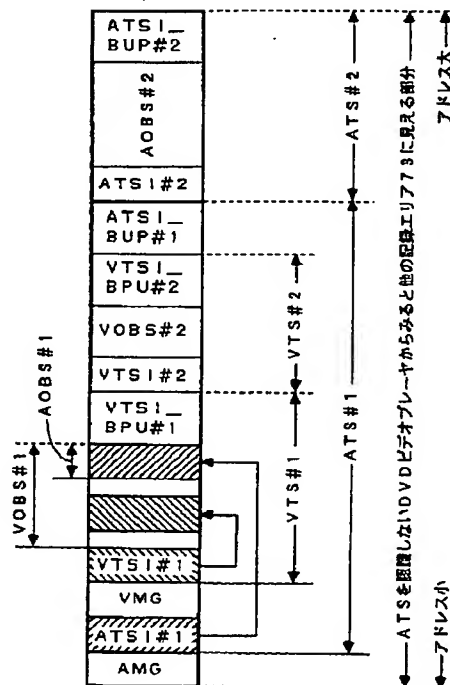 ATSI_
BUP#2
AOBS#2
ATSI#2
ATSI_
BUP#1
VTSI_
BPU#2
VOBS#2
VTSI#2
VTSI_
BPU#1
VTSI#1
VMG
ATSI#1
AMG
AOBS#1
VOBS#1
VTS#2
VTS#1
ATS#2
ATS#1
ATSを認識しないDVDビデオプレーヤからみると他の記録エリア73に見える部分
アドレス大
アドレス小